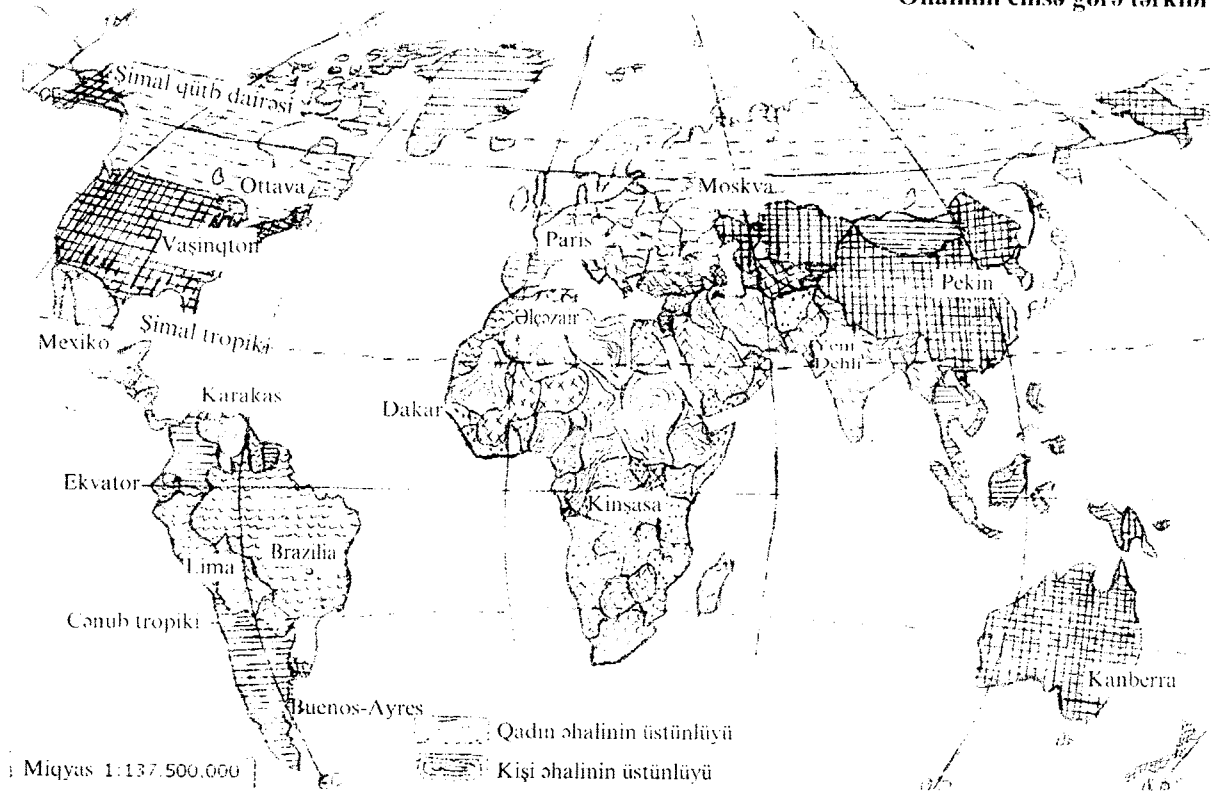 Əhalinin cinsə görə tərkibi
Şimal qütb dairəsi
Ottava
Moskva
Vaşinqton
Paris
Pekin
Əlcəzair
Mexiko
Şimal tropiki
Yeni
Dehli
Karakas
Dakar
Ekvator
Kinşasa
Lima
Brazilia
Cənub tropiki
Kanberra
Buenos-Ayres
Qadın əhalinin üstünlüyü
Kişi əhalinin üstünlüyü
Miqyas 1:137.500.000